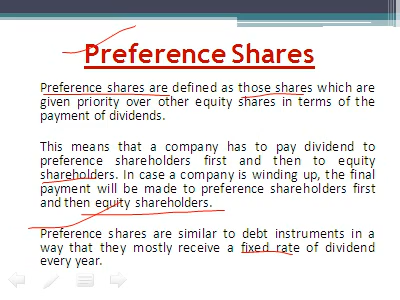 Preference Shares
Preference shares are defined as those shares which are
given priority over other equity shares in terms of the
payment of dividends.
This means that a company has to pay dividend to
preference shareholders first and then to equity
shareholders. In case a company is winding up, the final
payment will be made to preference shareholders first
and then equity shareholders.
Preference shares are similar to debt instruments in a
way that they mostly receive a fixed rate of dividend
every year.